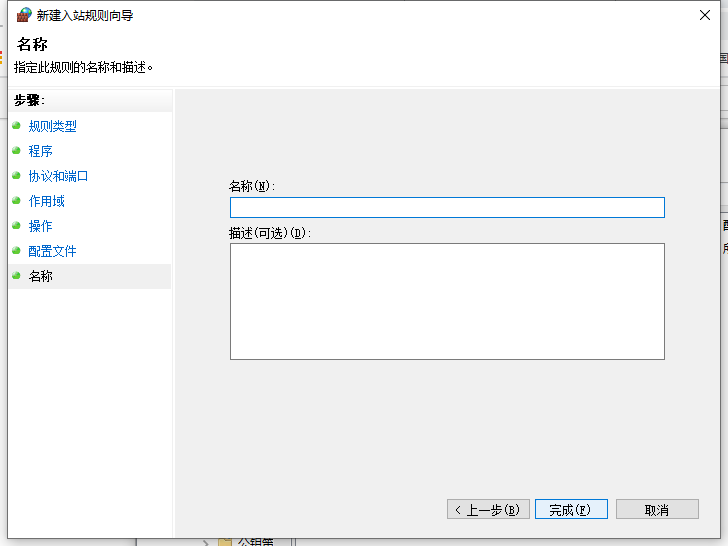 新建入站规则向导
名称
指定此规则的名称和描述。
步骤:
规则类型
程序
协议和端口
作用域
操作
配置文件
名称
名称(N):
描述(可选)(D):
< 上一步(B)
完成(F)
取消